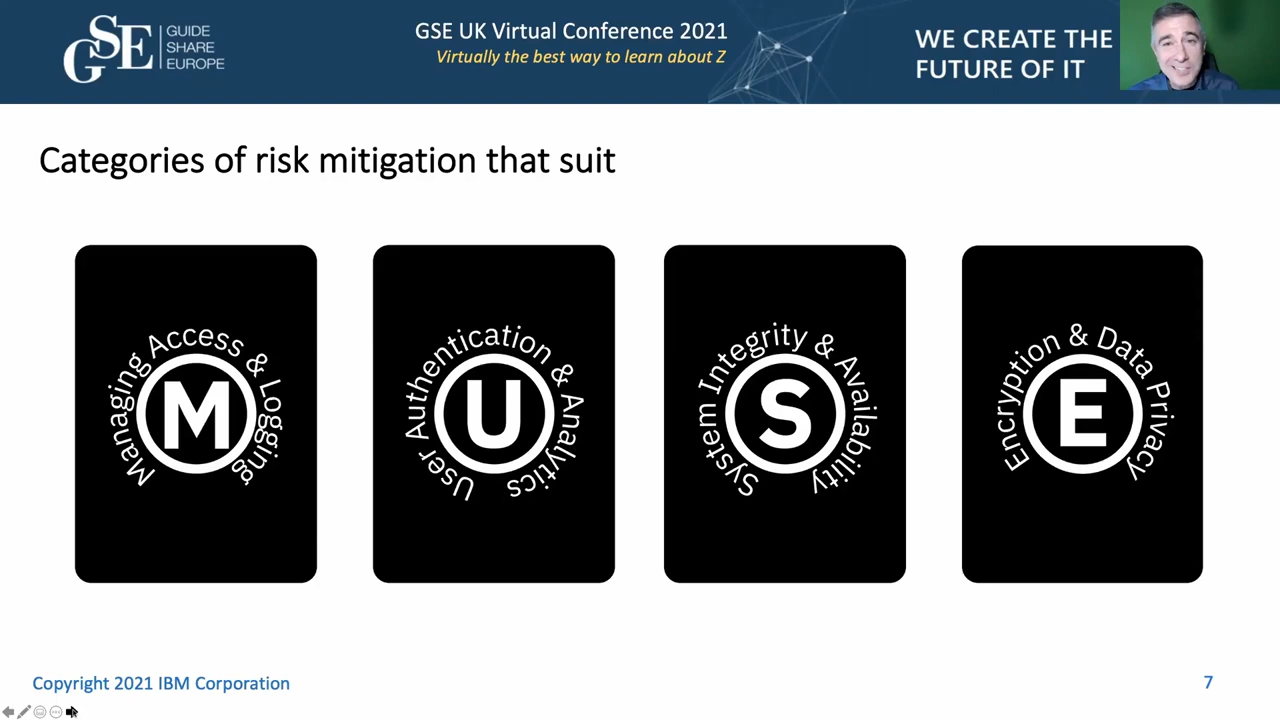 GSE
GUIDE
SHARE
EUROPE
GSE UK Virtual Conference 2021
Virtually the best way to learn about Z
WE CREATE THE
FUTURE OF IT
Categories of risk mitigation that suit
Managing Access & Logging
M
User Authentication & Analytics
U
System Integrity & Availability
S
Encryption & Data Privacy
E
Copyright 2021 IBM Corporation
7